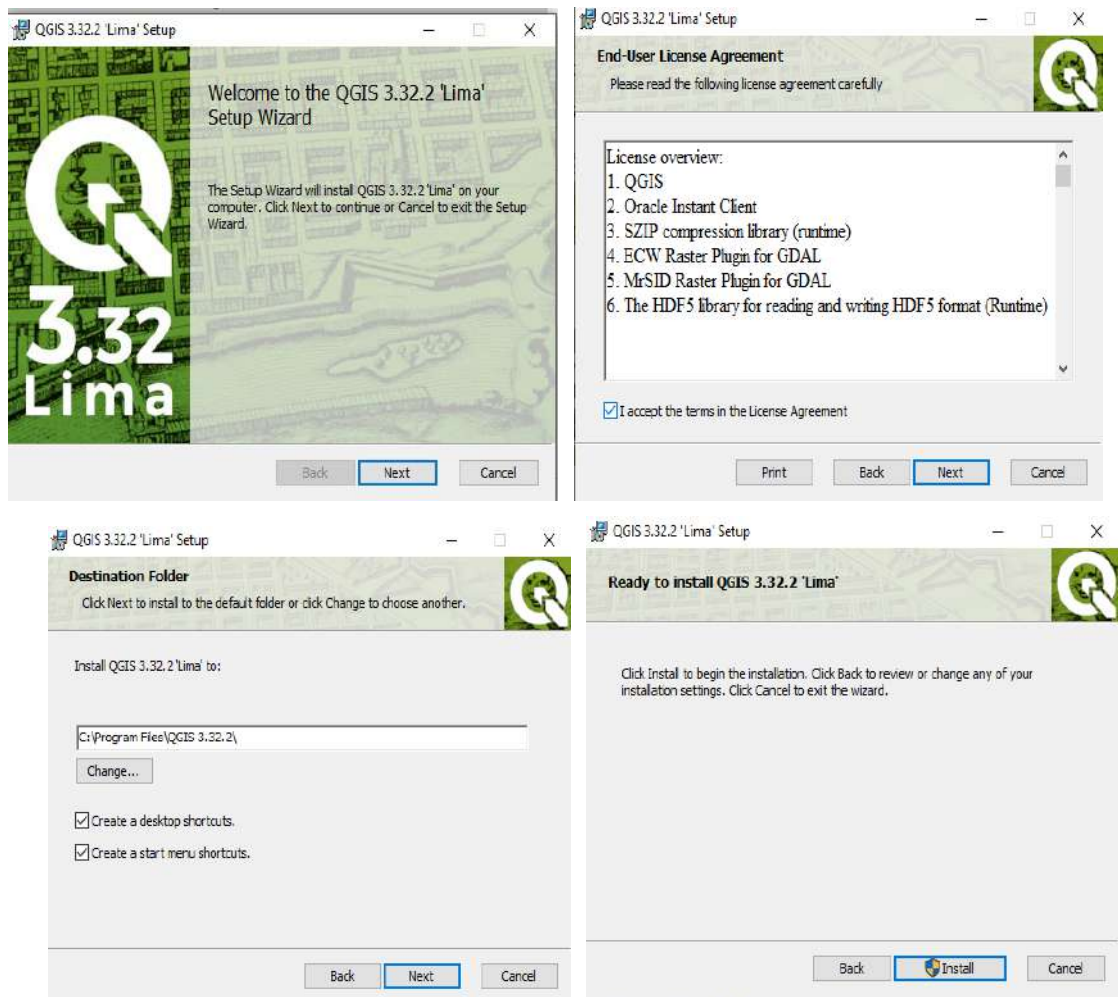 QGIS 3.32.2 'Lima' Setup
Welcome to the QGIS 3.32.2 'Lima'
Setup Wizard
The Setup Wizard will install QGIS 3.32.2 'Lima' on your
computer. Click Next to continue or Cancel to exit the Setup
Wizard.
3.32
Lima
Back
Next
Cancel
QGIS 3.32.2 'Lima' Setup
End-User License Agreement
Please read the following license agreement carefully
License overview:
1. QGIS
2. Oracle Instant Client
3. SZIP compression library (runtime)
4. ECW Raster Plugin for GDAL
5. MrSID Raster Plugin for GDAL
6. The HDF5 library for reading and writing HDF5 format (Runtime)
I accept the terms in the License Agreement
Print
Back
Next
Cancel
QGIS 3.32.2 'Lima' Setup
Destination Folder
Click Next to install to the default folder or click Change to choose another.
Install QGIS 3.32.2 'Lima' to:
C:\Program Files\QGIS 3.32.2\
Change...
Create a desktop shortcuts.
Create a start menu shortcuts.
Back
Next
Cancel
QGIS 3.32.2 'Lima' Setup
Ready to install QGIS 3.32.2 'Lima'
Click Install to begin the installation. Click Back to review or change any of your
installation settings. Click Cancel to exit the wizard.
Back
Install
Cancel